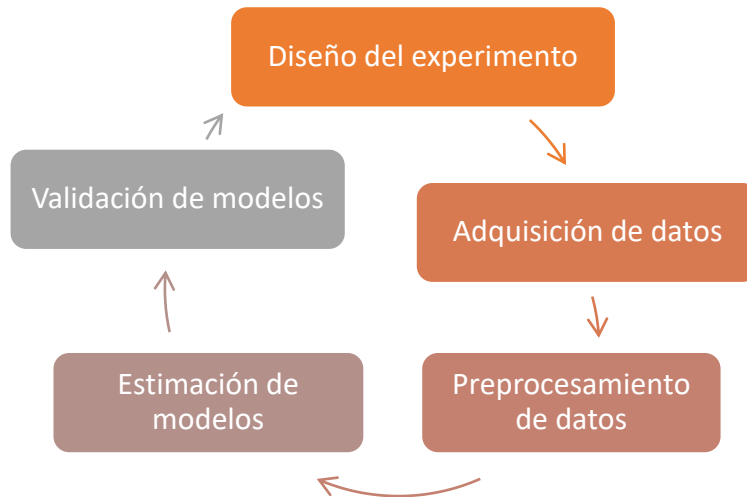 Diseño del experimento
Adquisición de datos
Preprocesamiento
de datos
Estimación de
modelos
Validación de modelos